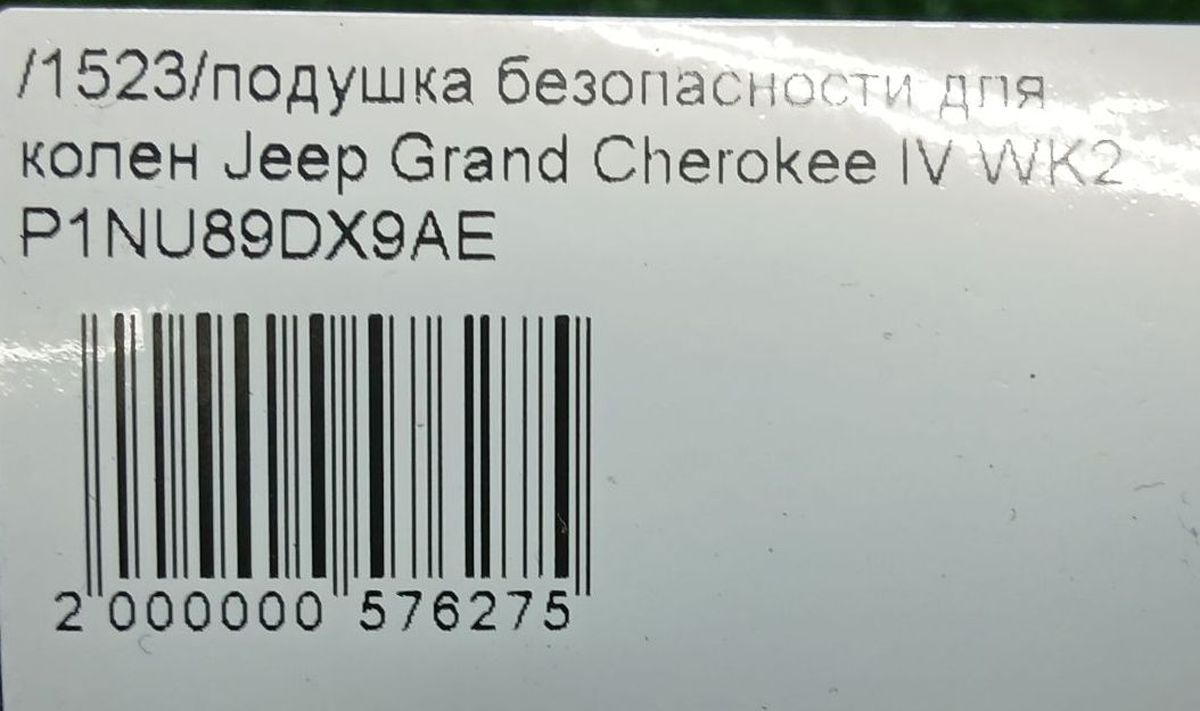 /1523/подушка безопасности для
колен Jeep Grand Cherokee IV WK2
P1NU89DX9AE
2 000000 576275